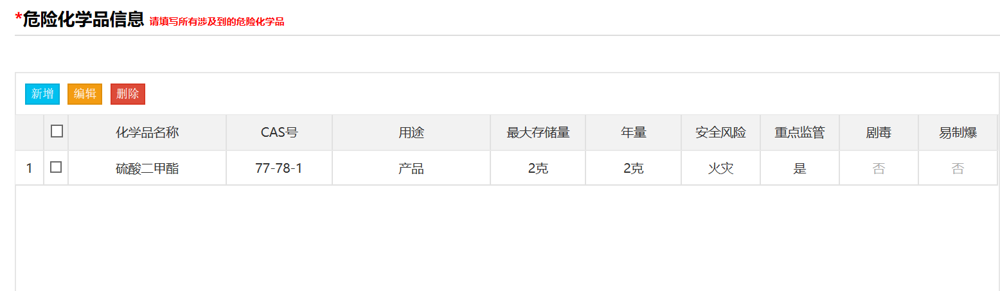 *危险化学品信息 请填写所有涉及到的危险化学品
新增 编辑 删除
化学品名称 CAS号 用途 最大存储量 年量 安全风险 重点监管 剧毒 易制爆
1 硫酸二甲酯 77-78-1 产品 2克 2克 火灾 是 否 否